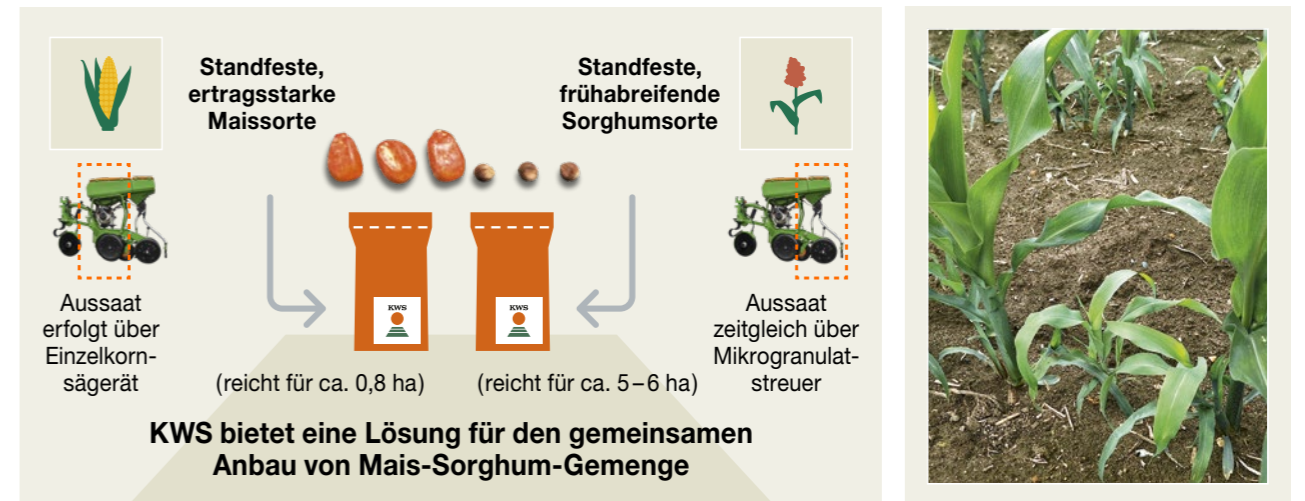 Standfeste,
ertragsstarke
Maissorte
Standfeste,
frühabreifende
Sorghumsorte
Aussaat
erfolgt über
Einzelkorn-
sägerät
KWS
(reicht für ca. 0,8 ha)
KWS
(reicht für ca. 5–6 ha)
Aussaat
zeitgleich über
Mikrogranulat-
streuer
KWS bietet eine Lösung für den gemeinsamen
Anbau von Mais-Sorghum-Gemenge